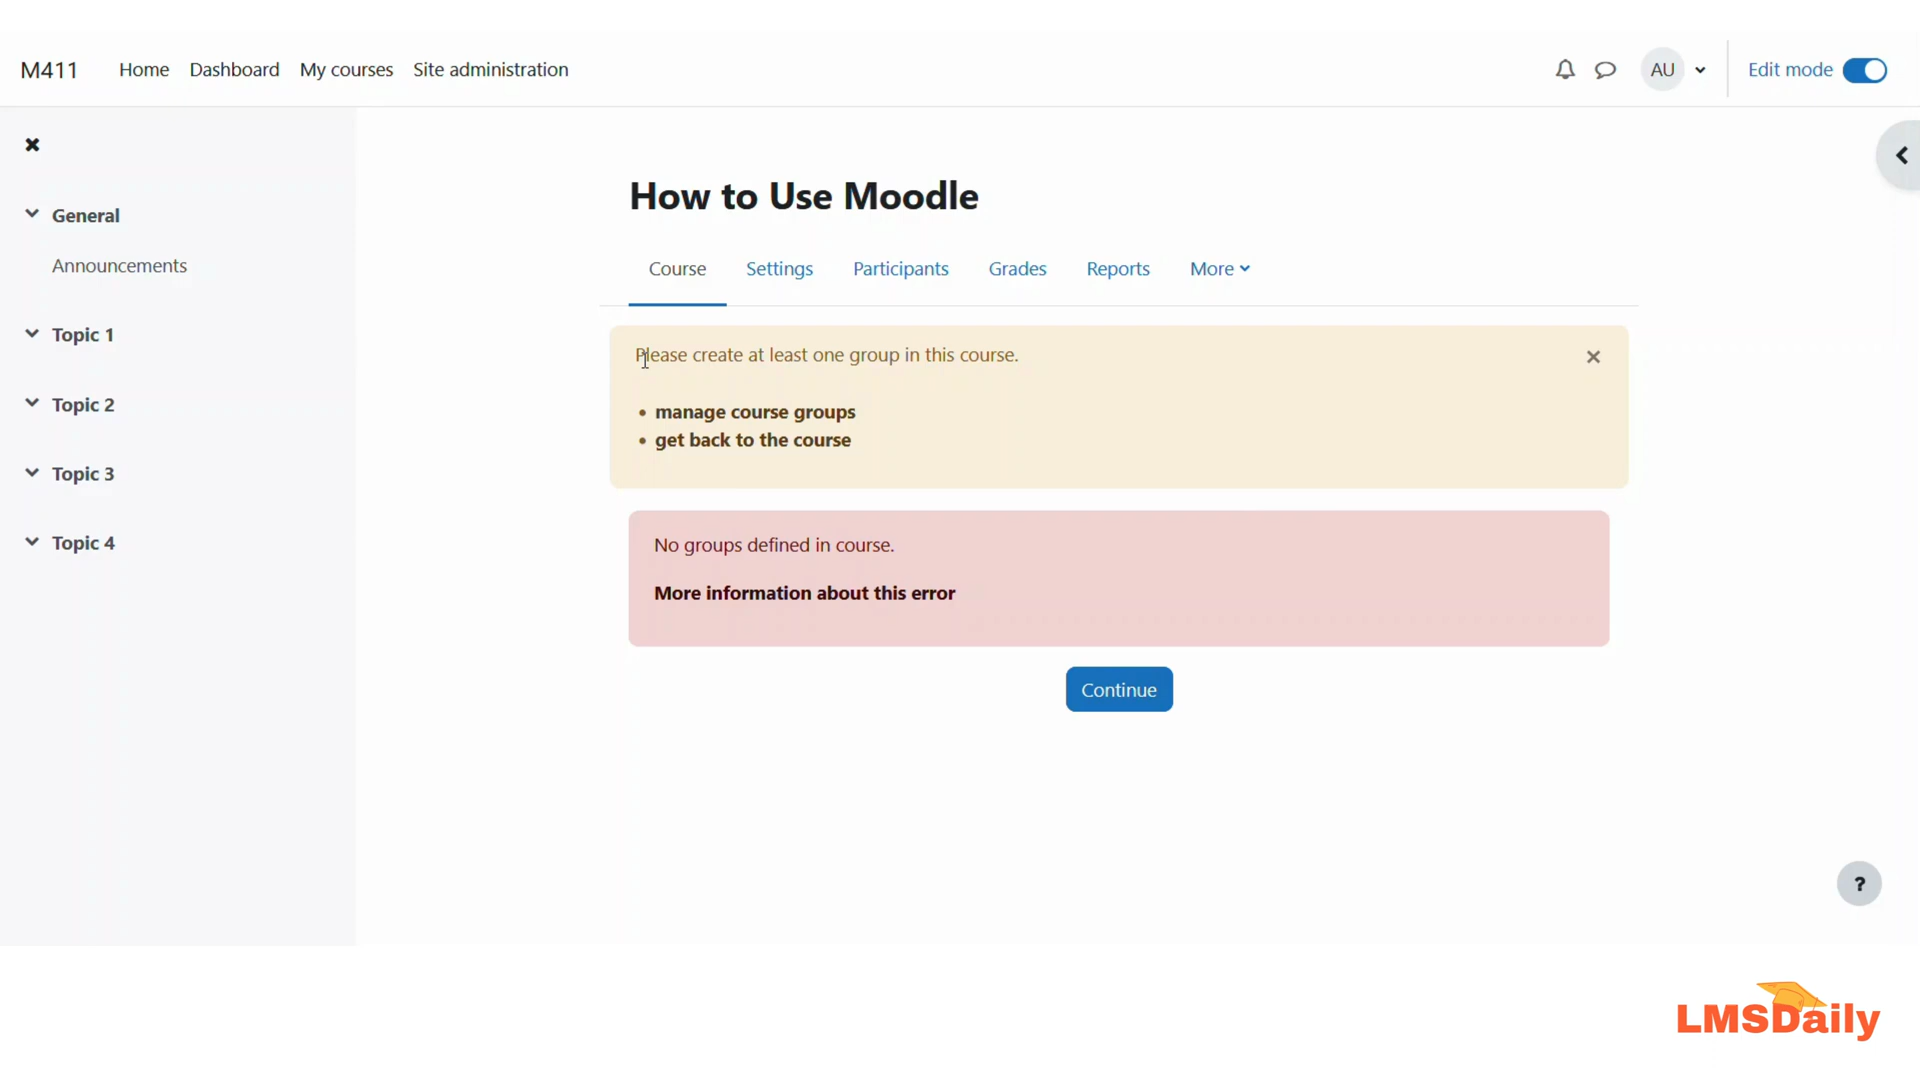 M411 Home Dashboard My courses Site administration AU Edit mode
General
Announcements
Topic 1
Topic 2
Topic 3
Topic 4
How to Use Moodle
Course Settings Participants Grades Reports More
Please create at least one group in this course.
• manage course groups
• get back to the course
No groups defined in course.
More information about this error
Continue
?
LMSDaily